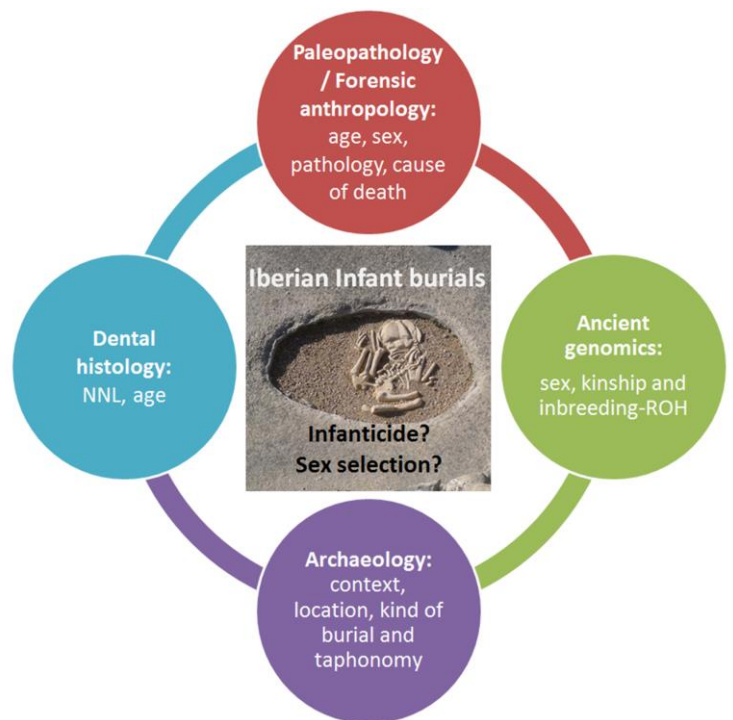 Paleopathology
/ Forensic
anthropology:
age, sex,
pathology, cause
of death
Iberian Infant burials
Infanticide?
Sex selection?
Dental
histology:
NNL, age
Ancient
genomics:
sex, kinship and
inbreeding-ROH
Archaeology:
context,
location, kind of
burial and
taphonomy